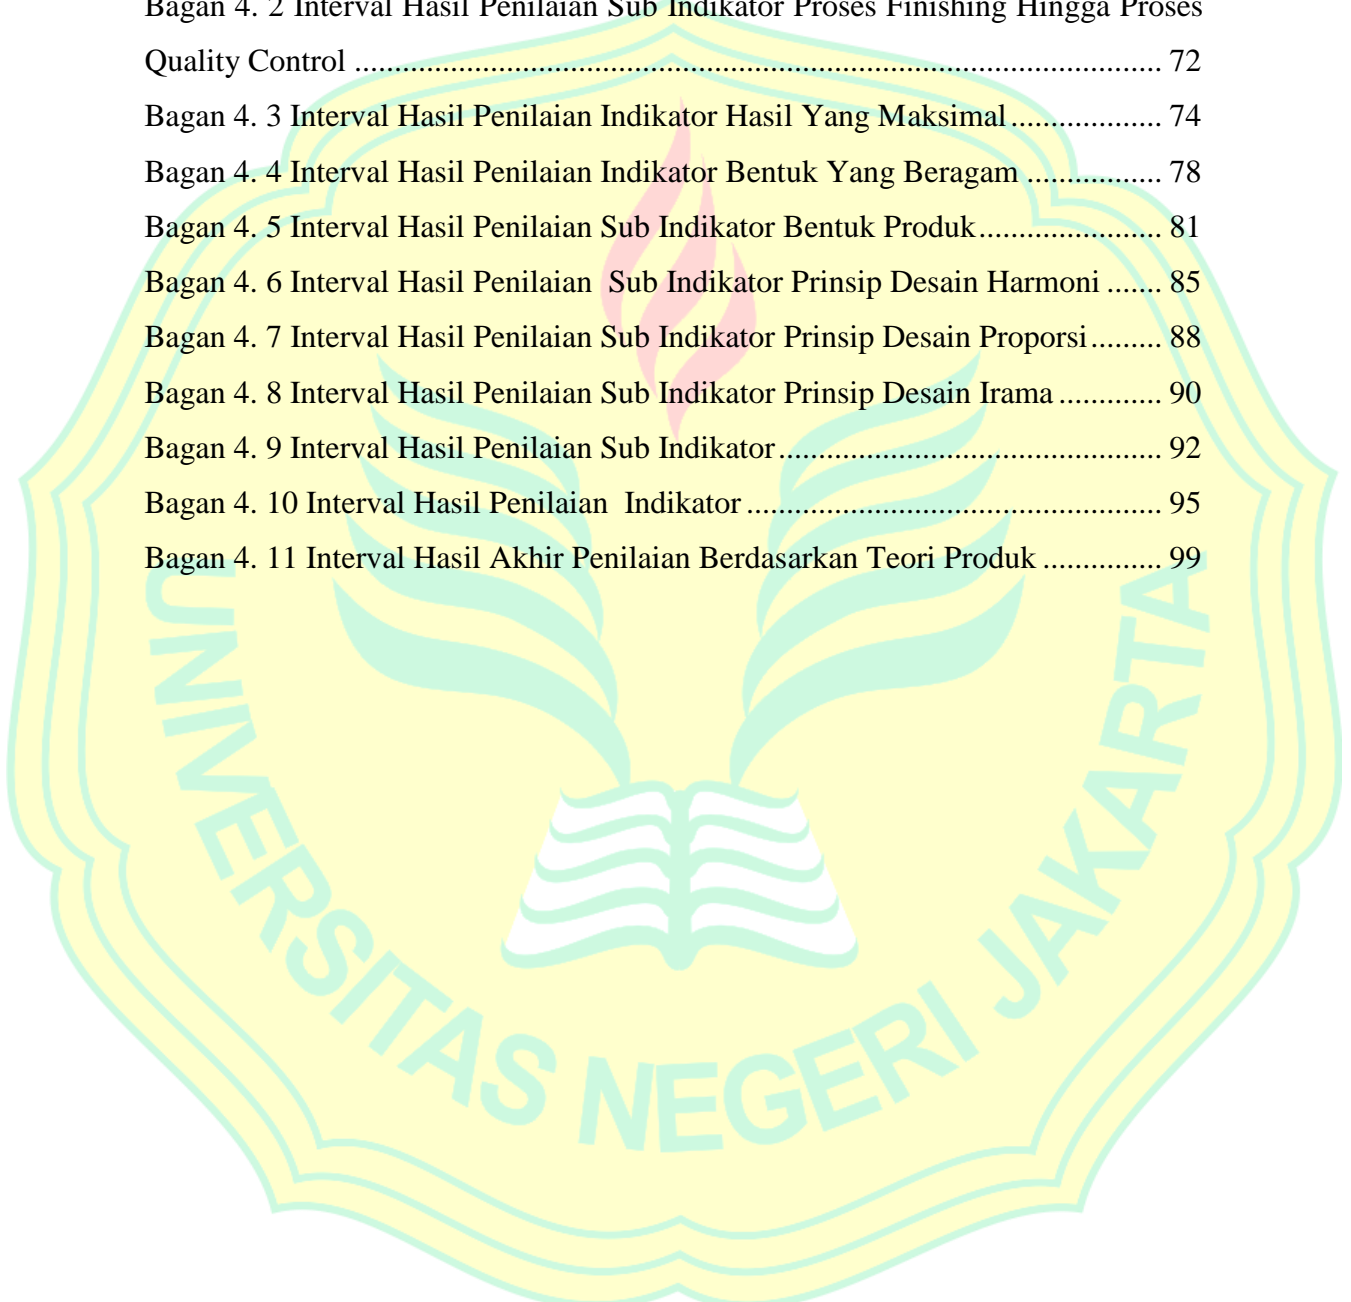 Bagan 4. 2 Interval Hasil Penilaian Sub Indikator Proses Finishing Hingga Proses
Quality Control ..................................................................................................... 72
Bagan 4. 3 Interval Hasil Penilaian Indikator Hasil Yang Maksimal ................... 74
Bagan 4. 4 Interval Hasil Penilaian Indikator Bentuk Yang Beragam ................. 78
Bagan 4. 5 Interval Hasil Penilaian Sub Indikator Bentuk Produk....................... 81
Bagan 4. 6 Interval Hasil Penilaian  Sub Indikator Prinsip Desain Harmoni ....... 85
Bagan 4. 7 Interval Hasil Penilaian Sub Indikator Prinsip Desain Proporsi......... 88
Bagan 4. 8 Interval Hasil Penilaian Sub Indikator Prinsip Desain Irama ............. 90
Bagan 4. 9 Interval Hasil Penilaian Sub Indikator................................................ 92
Bagan 4. 10 Interval Hasil Penilaian  Indikator .................................................... 95
Bagan 4. 11 Interval Hasil Akhir Penilaian Berdasarkan Teori Produk ............... 99
UNIVERSITAS NEGERI JAKARTA